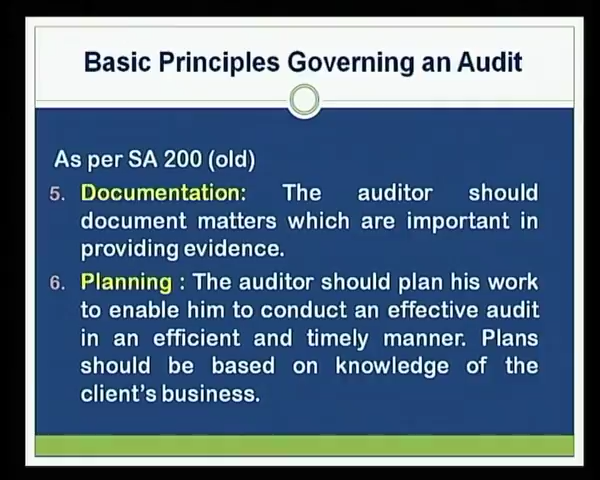 Basic Principles Governing an Audit
As per SA 200 (old)
5. Documentation: The auditor should
document matters which are important in
providing evidence.
6. Planning : The auditor should plan his work
to enable him to conduct an effective audit
in an efficient and timely manner. Plans
should be based on knowledge of the
client's business.